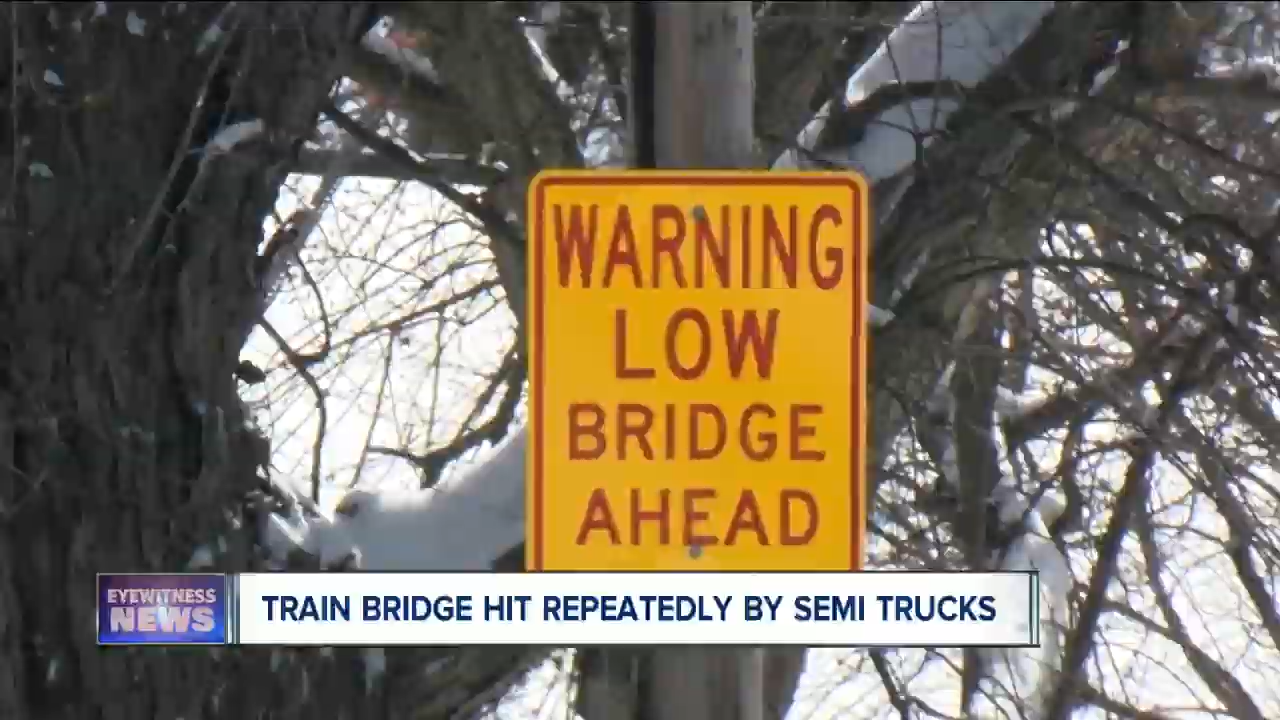 WARNING
LOW
BRIDGE
AHEAD
EYEWITNESS
NEWS
TRAIN BRIDGE HIT REPEATEDLY BY SEMI TRUCKS